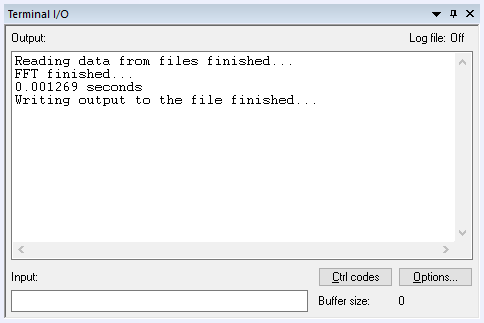 Terminal I/O
Output:
Log file: Off
Reading data from files finished...
FFT finished...
0.001269 seconds
Writing output to the file finished...
Input:
Ctrl codes
Options...
Buffer size: 0